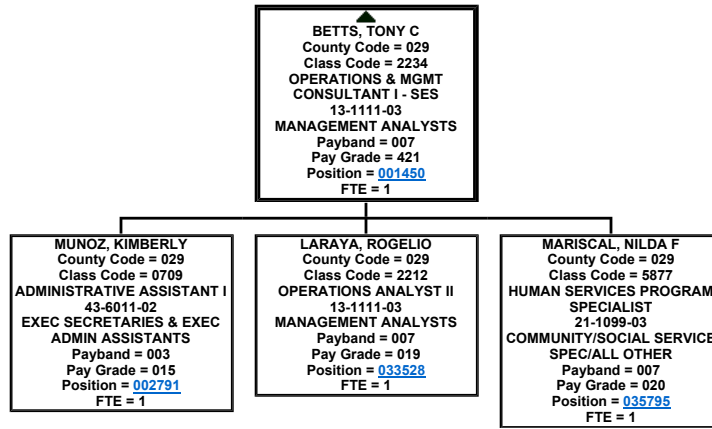 BETTS, TONY C
County Code = 029
Class Code = 2234
OPERATIONS & MGMT
CONSULTANT I - SES
13-1111-03
MANAGEMENT ANALYSTS
Payband = 007
Pay Grade = 421
Position = 001450
FTE = 1
MUNOZ, KIMBERLY
County Code = 029
Class Code = 0709
ADMINISTRATIVE ASSISTANT I
43-6011-02
EXEC SECRETARIES & EXEC
ADMIN ASSISTANTS
Payband = 003
Pay Grade = 015
Position = 002791
FTE = 1
LARAYA, ROGELIO
County Code = 029
Class Code = 2212
OPERATIONS ANALYST II
13-1111-03
MANAGEMENT ANALYSTS
Payband = 007
Pay Grade = 019
Position = 033528
FTE = 1
MARISCAL, NILDA F
County Code = 029
Class Code = 5877
HUMAN SERVICES PROGRAM
SPECIALIST
21-1099-03
COMMUNITY/SOCIAL SERVICE
SPEC/ALL OTHER
Payband = 007
Pay Grade = 020
Position = 035795
FTE = 1